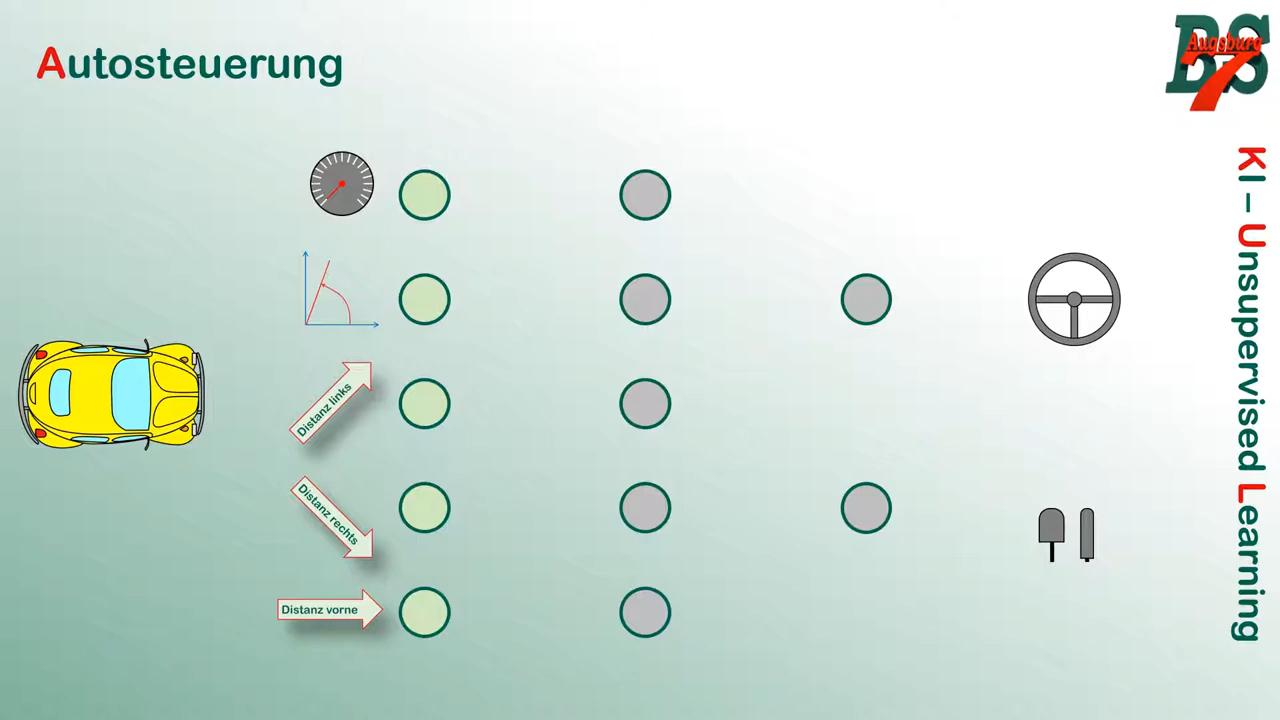 Autosteuerung
BS
Augsburg
7
KI – Unsupervised Learning
Distanz links
Distanz rechts
Distanz vorne